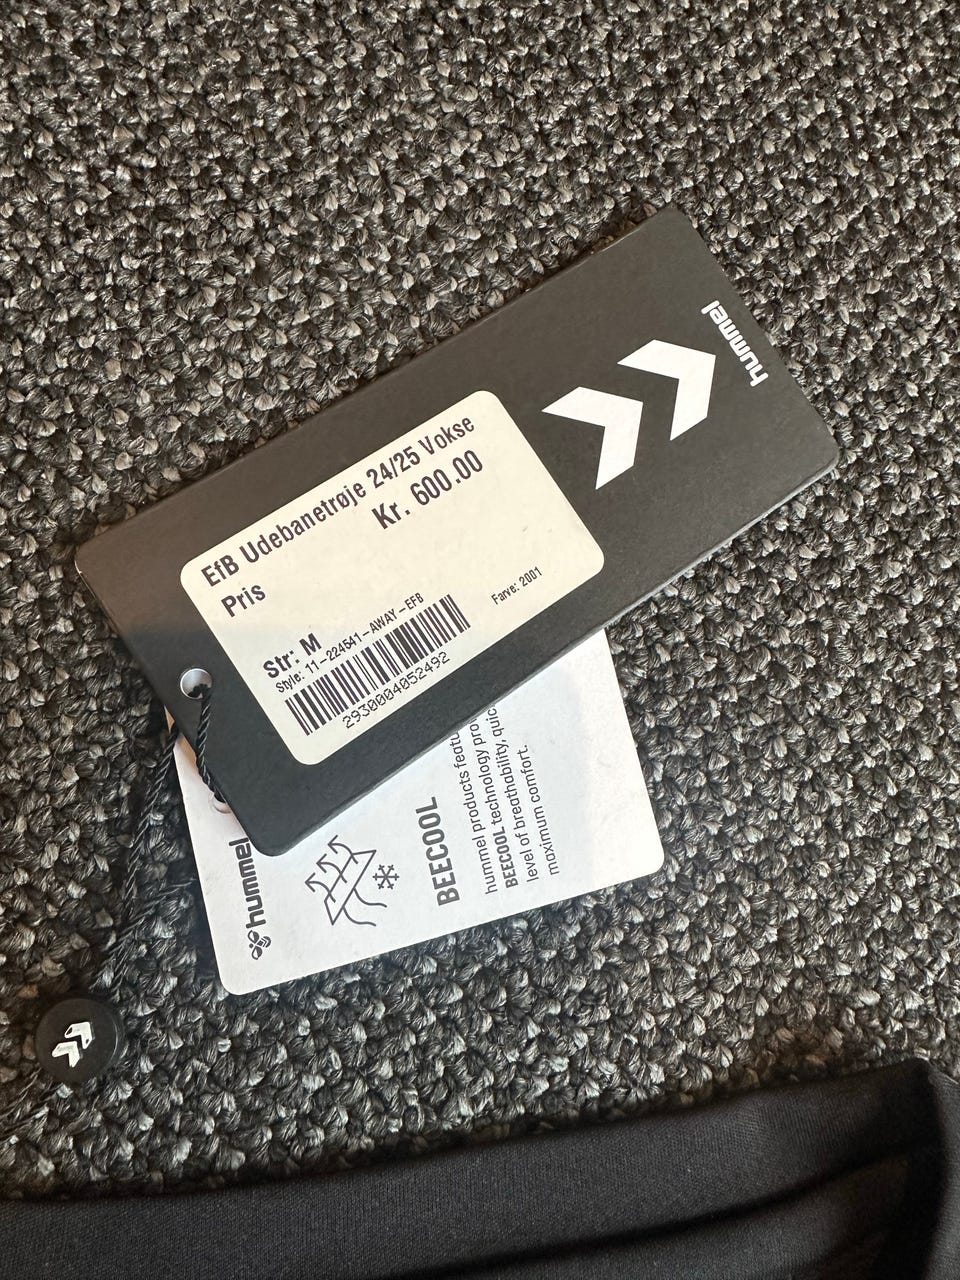 hummel
EfB Udebanetrøje 24/25 Vokse
Pris Kr. 600.00
Str: M
Style: 11-224541-AWAY-EFB Farve: 2001
2930004052492
hummel
BEECOOL
hummel products featu
BEECOOL technology pro
level of breathability, quic
maximum comfort.